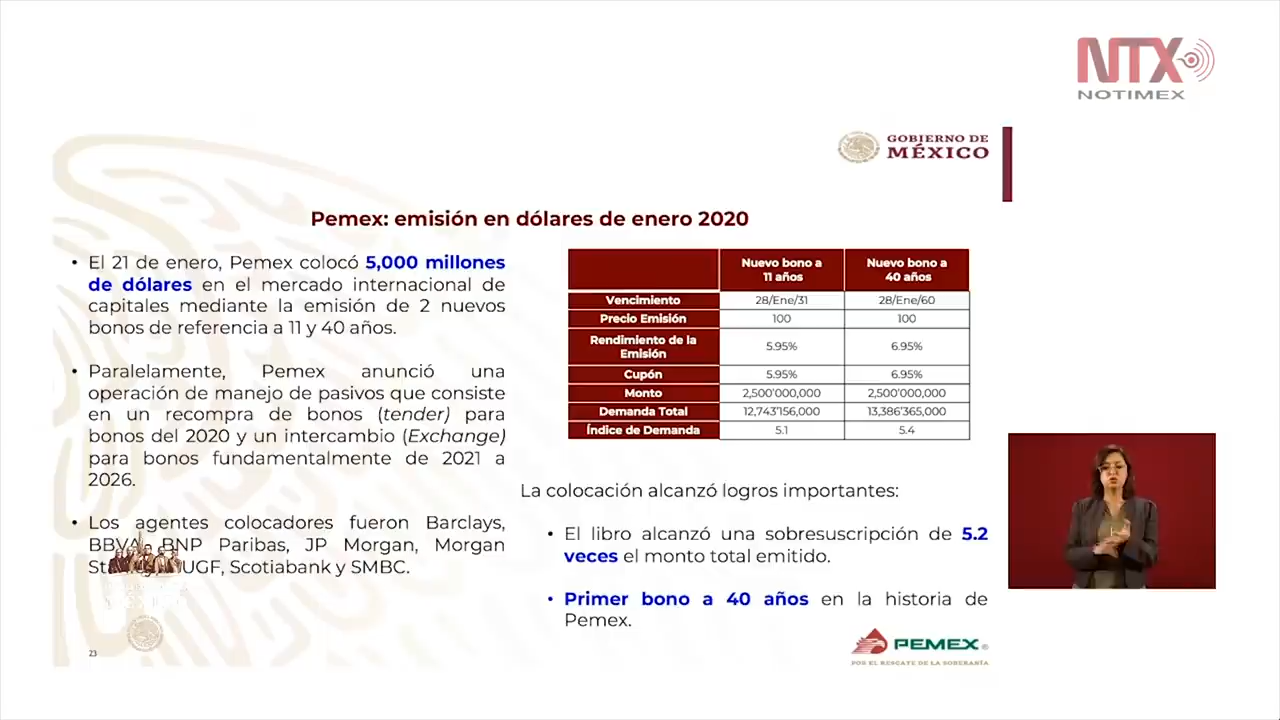 NTX
NOTIMEX
GOBIERNO DE
MÉXICO
Pemex: emisión en dólares de enero 2020
• El 21 de enero, Pemex colocó 5,000 millones
de dólares en el mercado internacional de
capitales mediante la emisión de 2 nuevos
bonos de referencia a 11 y 40 años.
• Paralelamente, Pemex anunció una
operación de manejo de pasivos que consiste
en un recompra de bonos (tender) para
bonos del 2020 y un intercambio (Exchange)
para bonos fundamentalmente de 2021 a
2026.
• Los agentes colocadores fueron Barclays,
BBVA, BNP Paribas, JP Morgan, Morgan
UGF, Scotiabank y SMBC.
23
Nuevo bono a 11 años Nuevo bono a 40 años
Vencimiento 28/Ene/31 28/Ene/60
Precio Emisión 100 100
Rendimiento de la Emisión 5.95% 6.95%
Cupón 5.95% 6.95%
Monto 2,500'000,000 2,500'000,000
Demanda Total 12,743'156,000 13,386'365,000
Índice de Demanda 5.1 5.4
La colocación alcanzó logros importantes:
• El libro alcanzó una sobresuscripción de 5.2
veces el monto total emitido.
• Primer bono a 40 años en la historia de
Pemex.
PEMEX®
POR EL RESCATE DE LA SOBERANÍA